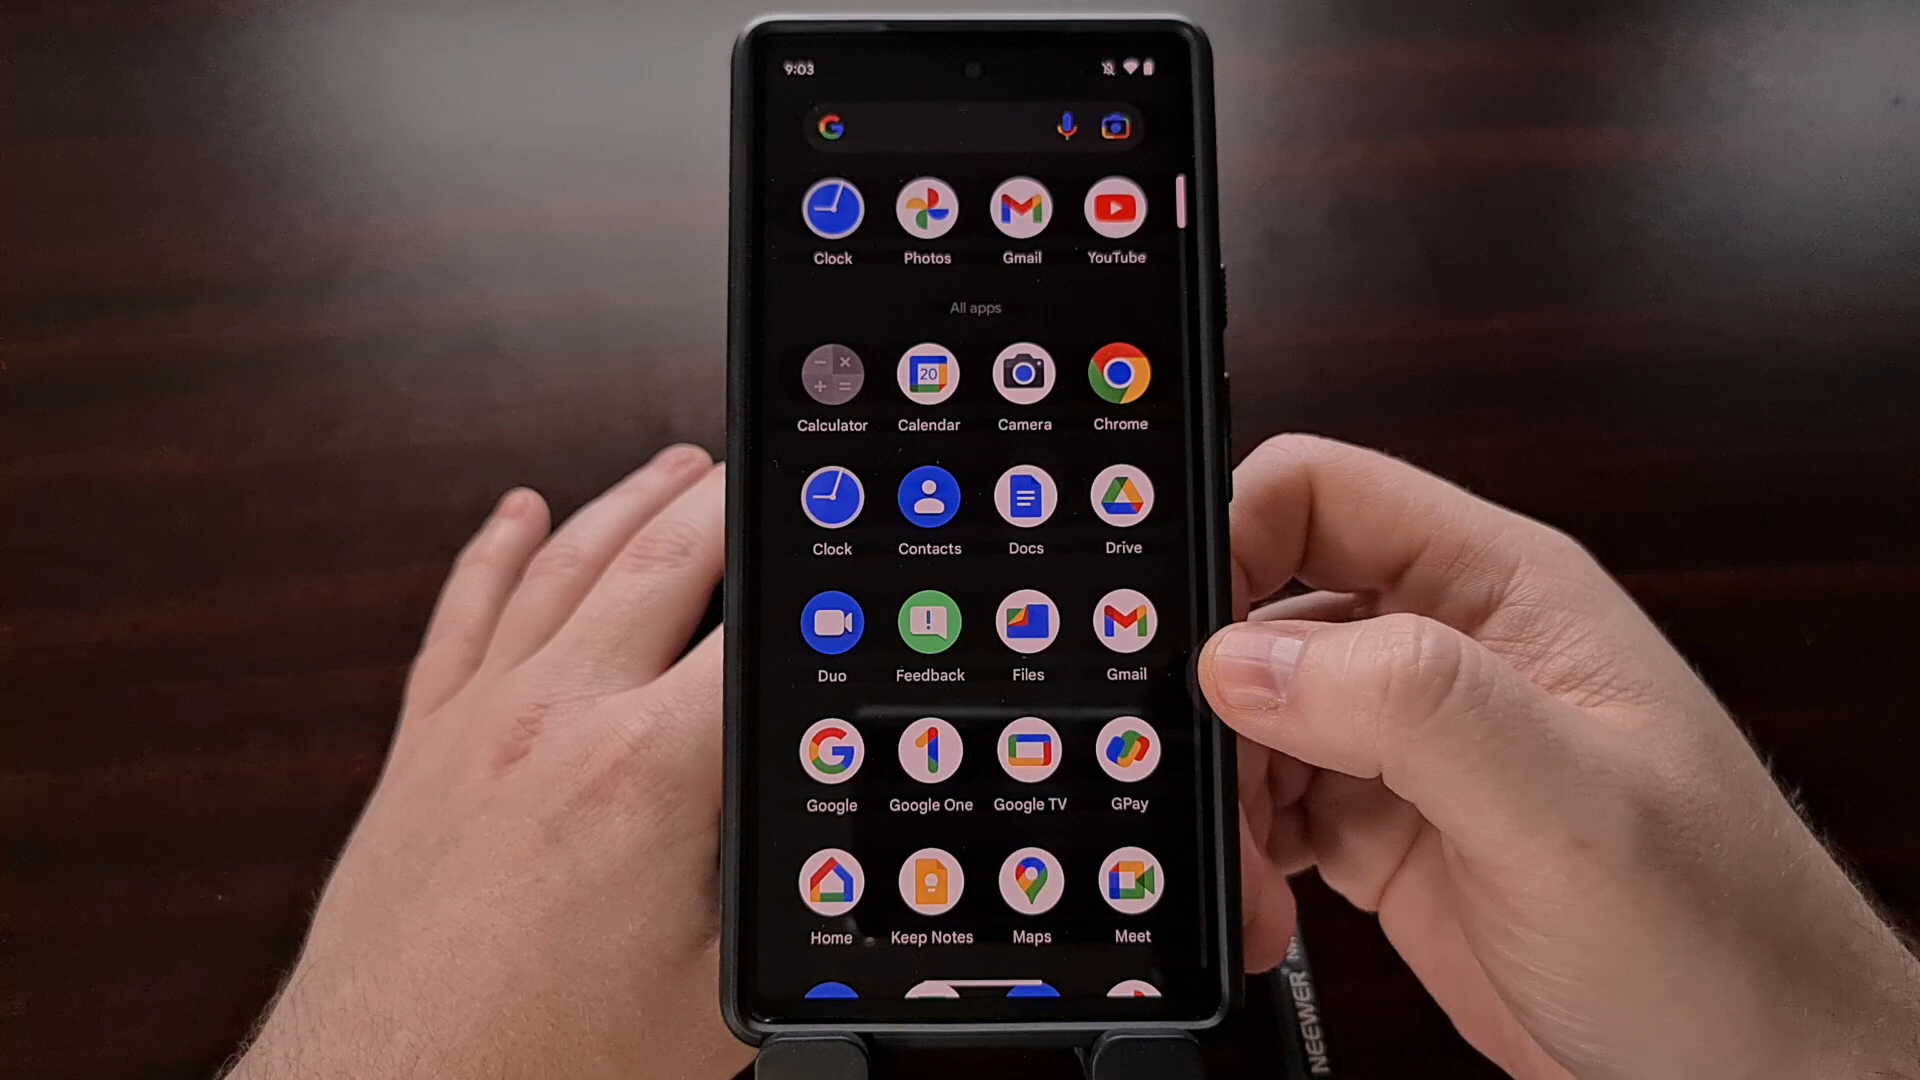 9:03
Clock Photos Gmail YouTube
All apps
20
Calculator Calendar Camera Chrome
Clock Contacts Docs Drive
Duo Feedback Files Gmail
Google Google One Google TV GPay
Home Keep Notes Maps Meet
NEEWER